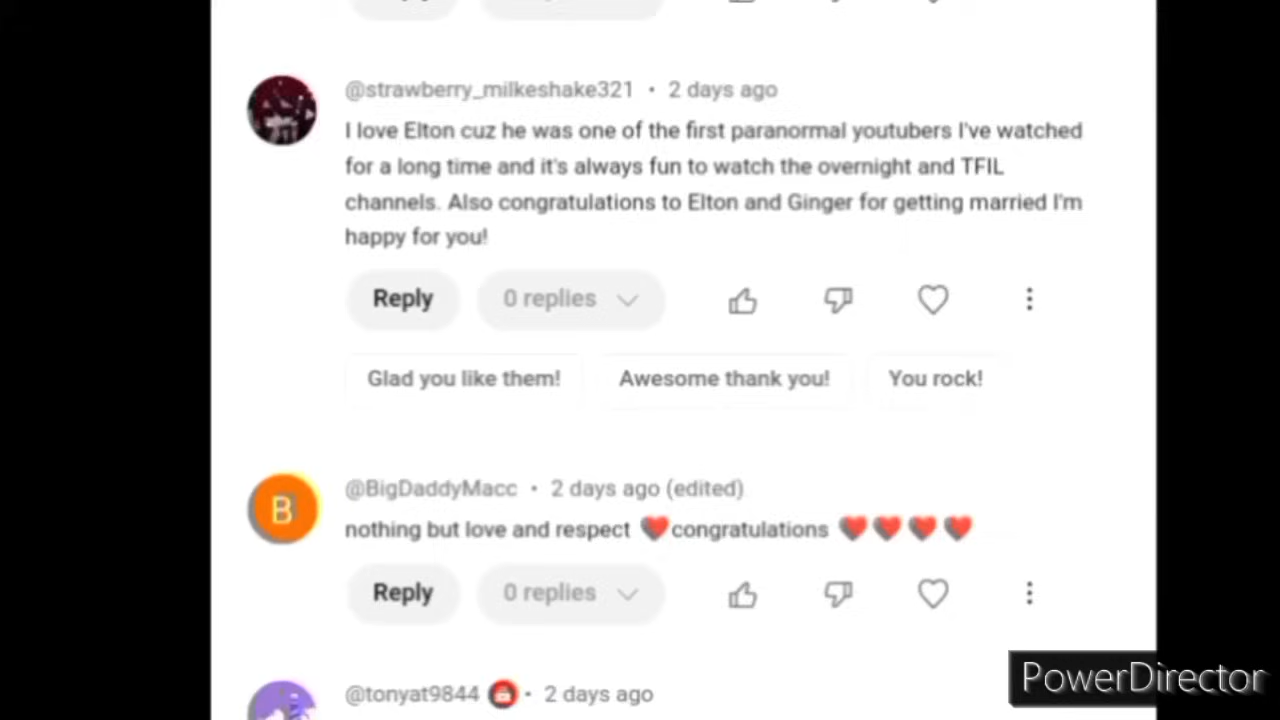 @strawberry_milkeshake321 • 2 days ago
I love Elton cuz he was one of the first paranormal youtubers I've watched
for a long time and it's always fun to watch the overnight and TFIL
channels. Also congratulations to Elton and Ginger for getting married I'm
happy for you!
Reply 0 replies
Glad you like them! Awesome thank you! You rock!
B
@BigDaddyMacc • 2 days ago (edited)
nothing but love and respect ❤️congratulations ❤️❤️❤️❤️
Reply 0 replies
@tonyat9844 • 2 days ago
PowerDirector